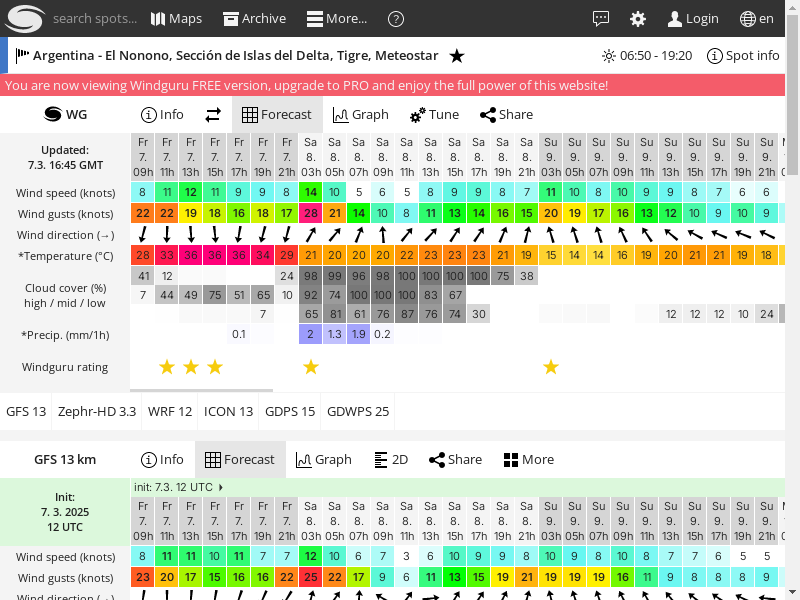 search spots... Maps Archive More... ? Login en
Argentina - El Nonono, Sección de Islas del Delta, Tigre, Meteostar ★ 06:50 - 19:20 Spot info
You are now viewing Windguru FREE version, upgrade to PRO and enjoy the full power of this website!
WG Info Forecast Graph Tune Share
Updated:
7.3. 16:45 GMT
Fr Fr Fr Fr Fr Fr Fr Sa Sa Sa Sa Sa Sa Sa Sa Sa Sa Su Su Su Su Su Su Su Su Su Su
7. 7. 7. 7. 7. 7. 7. 8. 8. 8. 8. 8. 8. 8. 8. 8. 8. 9. 9. 9. 9. 9. 9. 9. 9. 9. 9.
09h 11h 13h 15h 17h 19h 21h 03h 05h 07h 09h 11h 13h 15h 17h 19h 21h 03h 05h 07h 09h 11h 13h 15h 17h 19h 21h
Wind speed (knots) 8 11 12 11 9 9 8 14 10 5 6 5 8 9 9 8 7 11 10 8 10 9 9 8 7 6 6
Wind gusts (knots) 22 22 19 18 16 18 17 28 21 14 10 8 11 13 14 16 15 20 19 17 16 13 12 10 9 10 9
Wind direction (→)
*Temperature (°C) 28 33 36 36 36 34 29 21 20 20 20 22 23 23 23 21 19 15 14 14 16 19 20 21 21 19 18
Cloud cover (%)
high / mid / low
41 12 24 98 99 96 98 100 100 100 100 75 38
7 44 49 75 51 65 10 92 74 100 100 100 83 67
7 65 81 61 76 87 76 74 30 12 12 12 10 24
*Precip. (mm/1h) 0.1 2 1.3 1.9 0.2
Windguru rating ★ ★ ★ ★ ★
GFS 13 Zephr-HD 3.3 WRF 12 ICON 13 GDPS 15 GDWPS 25
GFS 13 km Info Forecast Graph 2D Share More
init: 7.3. 12 UTC
Init:
7. 3. 2025
12 UTC
Fr Fr Fr Fr Fr Fr Fr Sa Sa Sa Sa Sa Sa Sa Sa Sa Sa Su Su Su Su Su Su Su Su Su Su
7. 7. 7. 7. 7. 7. 7. 8. 8. 8. 8. 8. 8. 8. 8. 8. 8. 9. 9. 9. 9. 9. 9. 9. 9. 9. 9.
09h 11h 13h 15h 17h 19h 21h 03h 05h 07h 09h 11h 13h 15h 17h 19h 21h 03h 05h 07h 09h 11h 13h 15h 17h 19h 21h
Wind speed (knots) 8 11 11 10 11 7 7 12 10 6 7 3 6 10 9 9 8 10 9 8 10 8 7 7 6 5 5
Wind gusts (knots) 23 20 17 15 16 16 22 25 22 17 9 6 11 13 15 19 21 19 19 19 16 11 9 8 8 8 9
Wind direction (→)